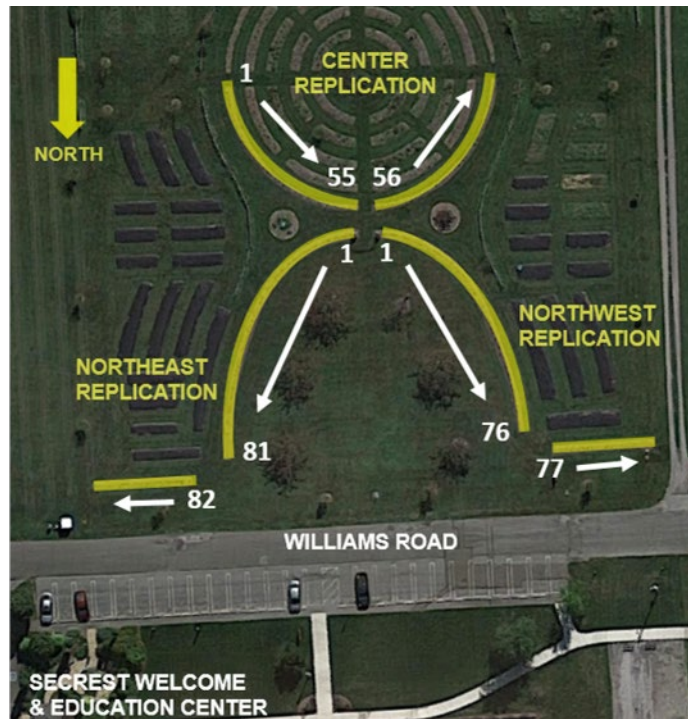 CENTER
REPLICATION
1
NORTH
55 56
1 1
NORTHWEST
REPLICATION
NORTHEAST
REPLICATION
81
76
77
82
WILLIAMS ROAD
SECREST WELCOME
& EDUCATION CENTER